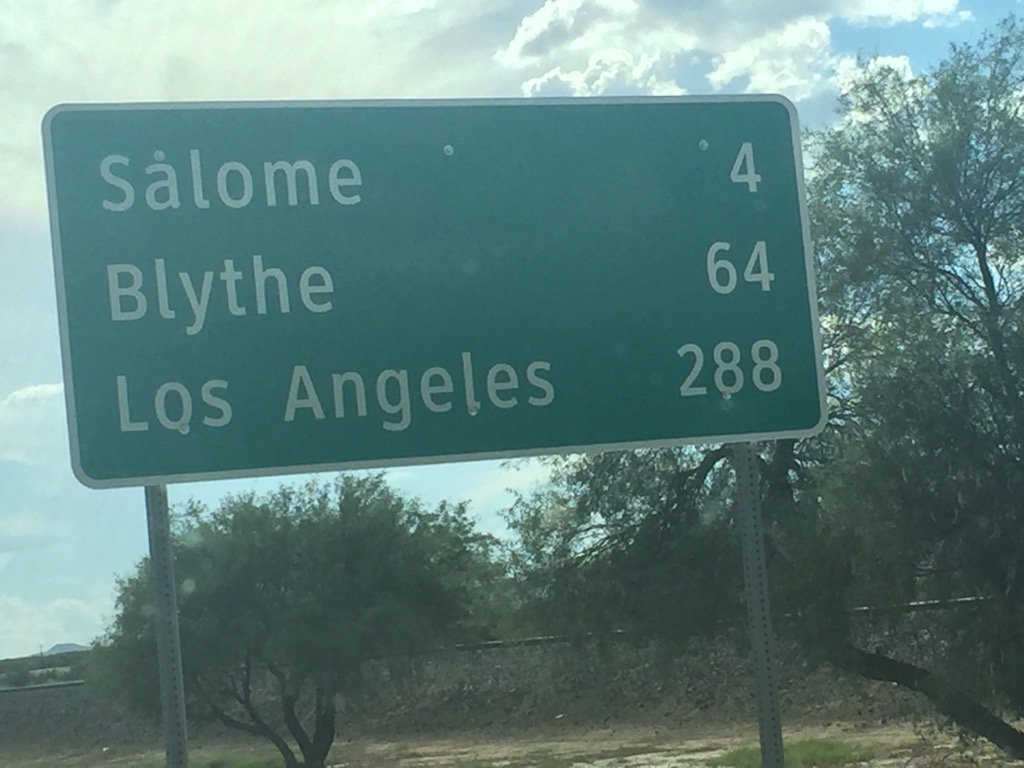 Salome 4
Blythe 64
Los Angeles 288